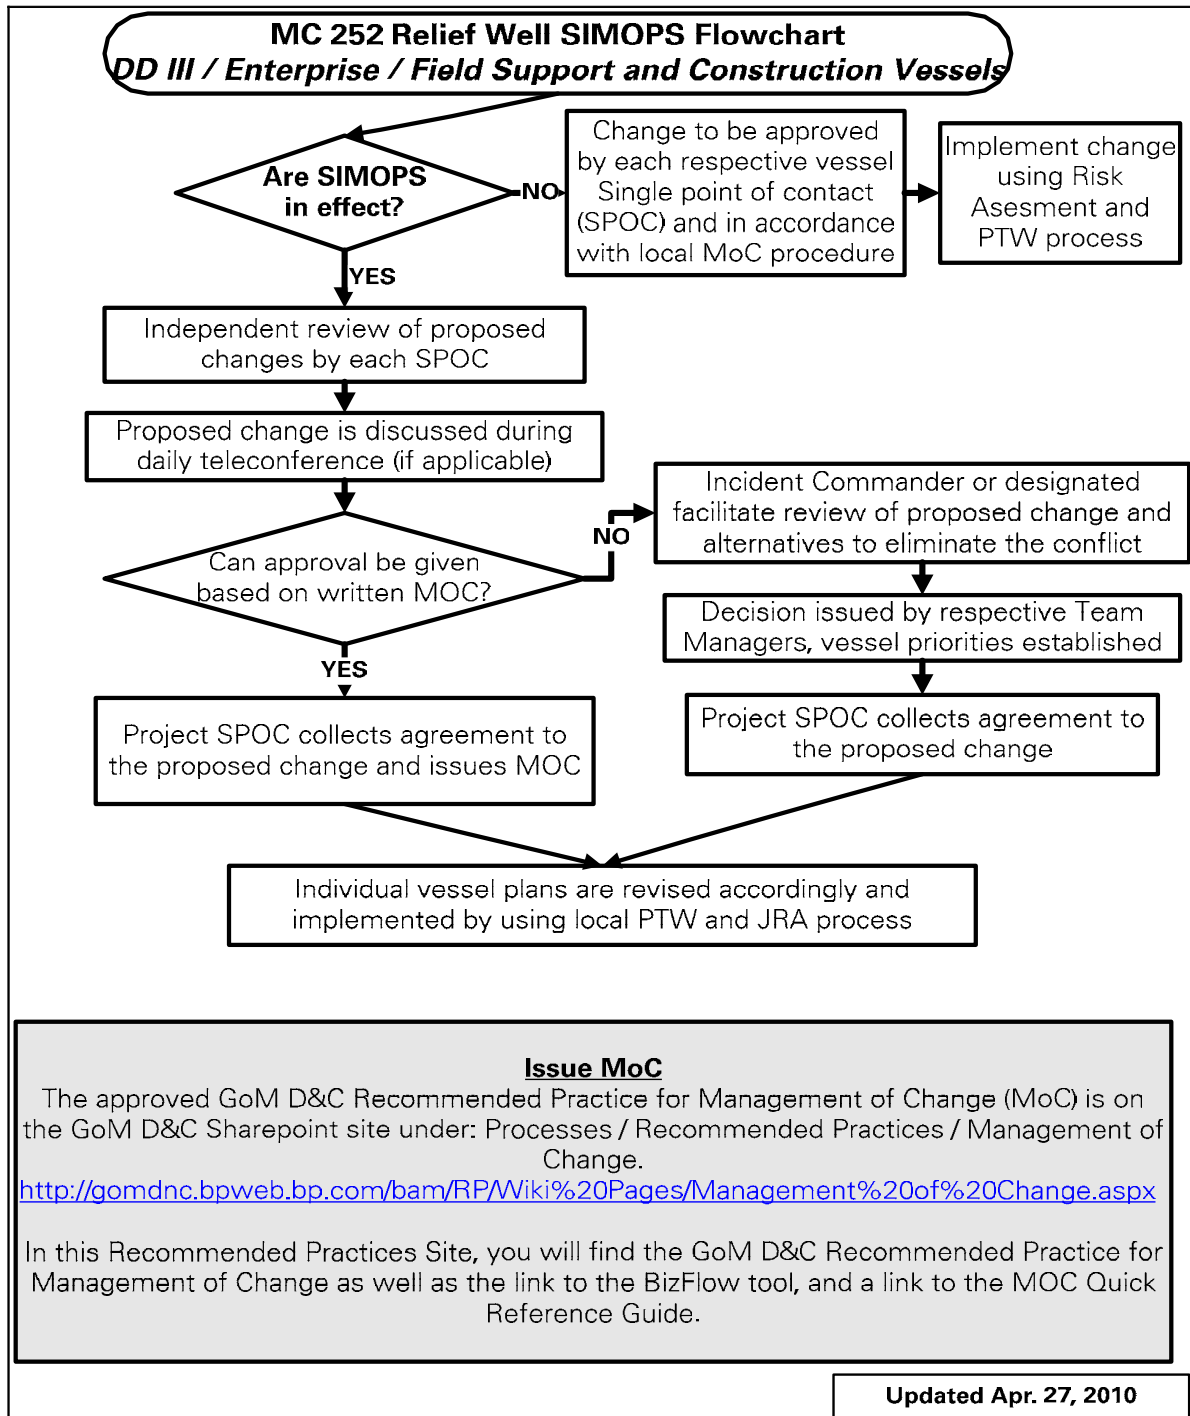 MC 252 Relief Well SIMOPS Flowchart
DD III / Enterprise / Field Support and Construction Vessels
Are SIMOPS
in effect?
NO
Change to be approved
by each respective vessel
Single point of contact
(SPOC) and in accordance
with local MoC procedure
Implement change
using Risk
Asesment and
PTW process
YES
Independent review of proposed
changes by each SPOC
Proposed change is discussed during
daily teleconference (if applicable)
Can approval be given
based on written MOC?
NO
Incident Commander or designated
facilitate review of proposed change and
alternatives to eliminate the conflict
Decision issued by respective Team
Managers, vessel priorities established
YES
Project SPOC collects agreement to
the proposed change and issues MOC
Project SPOC collects agreement to
the proposed change
Individual vessel plans are revised accordingly and
implemented by using local PTW and JRA process
Issue MoC
The approved GoM D&C Recommended Practice for Management of Change (MoC) is on
the GoM D&C Sharepoint site under: Processes / Recommended Practices / Management of
Change.
http://gomdnc.bpweb.bp.com/bam/RP/Wiki%20Pages/Management%20of%20Change.aspx
In this Recommended Practices Site, you will find the GoM D&C Recommended Practice for
Management of Change as well as the link to the BizFlow tool, and a link to the MOC Quick
Reference Guide.
Updated Apr. 27, 2010